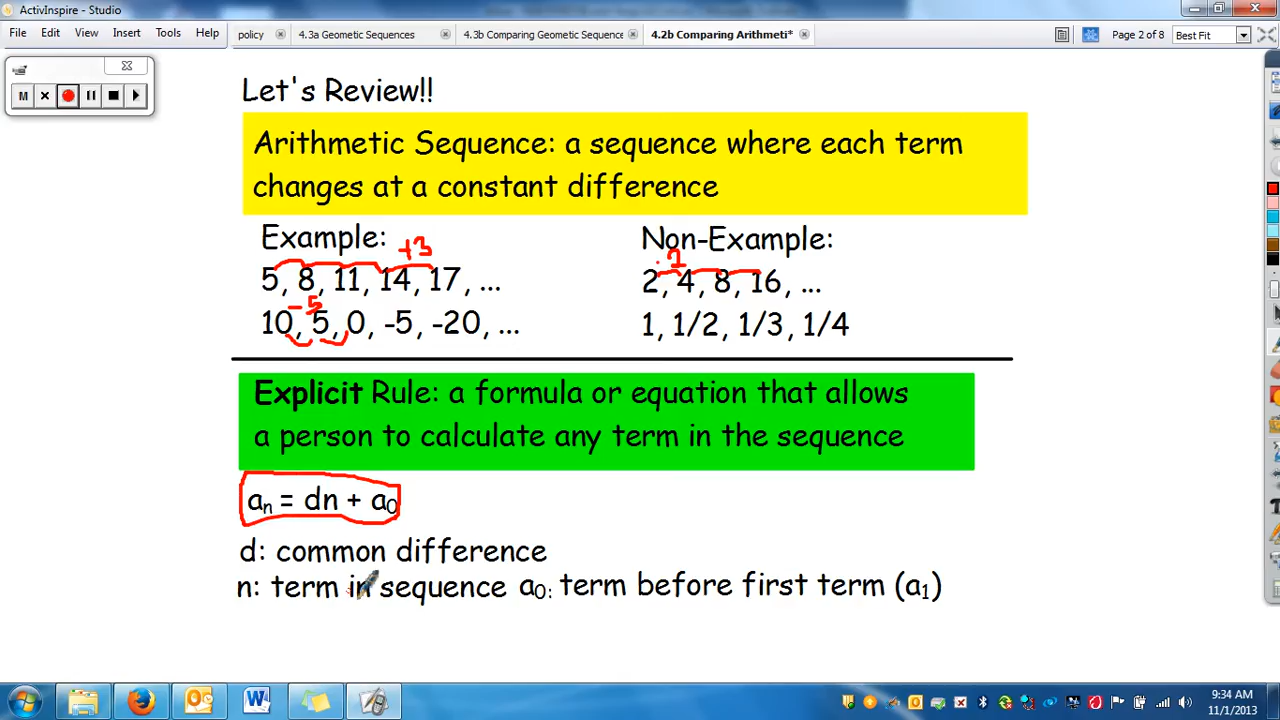 ActivInspire - Studio
File Edit View Insert Tools Help
policy 4.3a Geometic Sequences 4.3b Comparing Geometic Sequence 4.2b Comparing Arithmeti* Page 2 of 8 Best Fit
M
Let's Review!!
Arithmetic Sequence: a sequence where each term
changes at a constant difference
Example:
+3
5, 8, 11, 14, 17, ...
-5
10, 5, 0, -5, -20, ...
Non-Example:
2, 4, 8, 16, ...
1, 1/2, 1/3, 1/4
Explicit Rule: a formula or equation that allows
a person to calculate any term in the sequence
an = dn + a0
d: common difference
n: term in sequence a0: term before first term (a1)
9:34 AM
11/1/2013